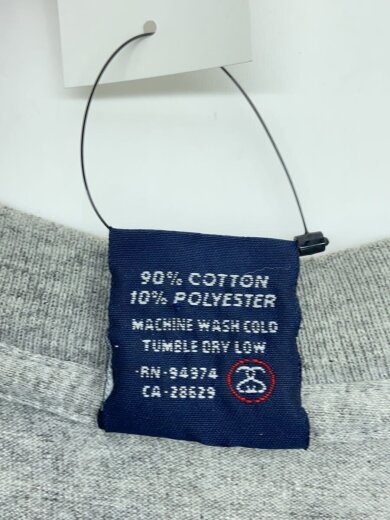 90% COTTON
10% POLYESTER
MACHINE WASH COLD
TUMBLE DRY LOW
RN-94974
CA-28629